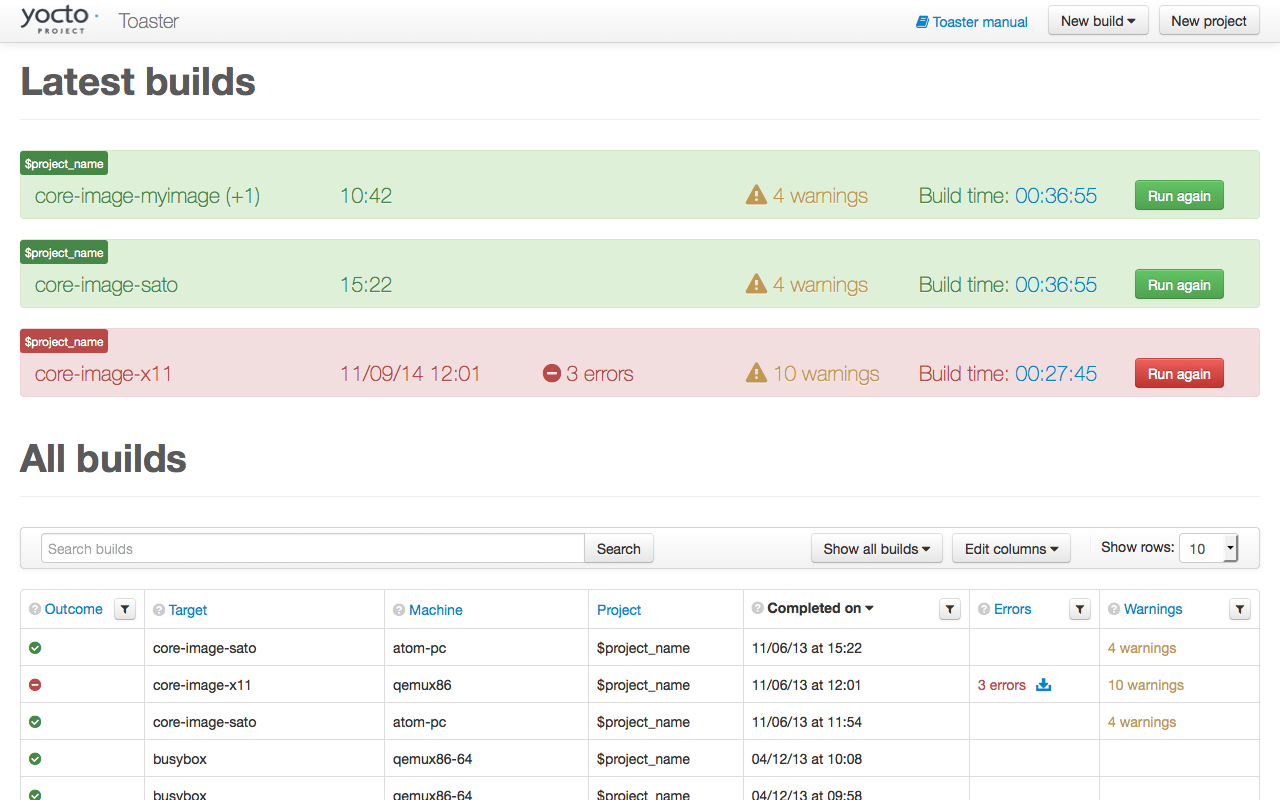 yocto PROJECT Toaster Toaster manual New build New project
Latest builds
$project_name
core-image-myimage (+1) 10:42 4 warnings Build time: 00:36:55 Run again
$project_name
core-image-sato 15:22 4 warnings Build time: 00:36:55 Run again
$project_name
core-image-x11 11/09/14 12:01 3 errors 10 warnings Build time: 00:27:45 Run again
All builds
Search builds Search Show all builds Edit columns Show rows: 10
Outcome Target Machine Project Completed on Errors Warnings
core-image-sato atom-pc $project_name 11/06/13 at 15:22 4 warnings
core-image-x11 qemux86 $project_name 11/06/13 at 12:01 3 errors 10 warnings
core-image-sato atom-pc $project_name 11/06/13 at 11:54 4 warnings
busybox qemux86-64 $project_name 04/12/13 at 10:08
busybox qemux86-64 $project_name 04/12/13 at 09:58